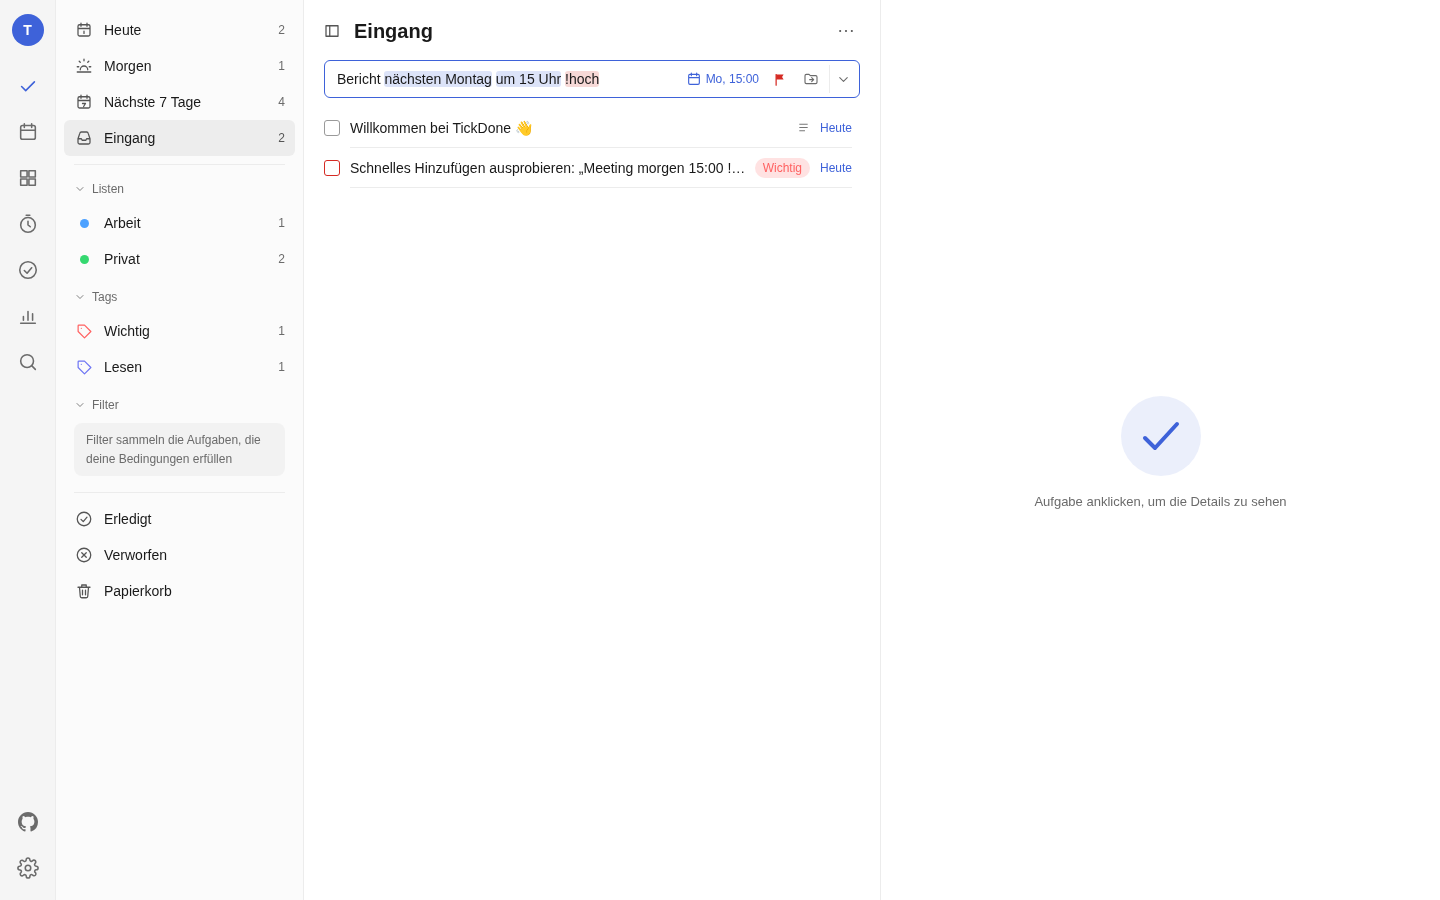 T
Heute 2
Morgen 1
7 Nächste 7 Tage 4
Eingang 2
Listen
Arbeit 1
Privat 2
Tags
Wichtig 1
Lesen 1
Filter
Filter sammeln die Aufgaben, die
deine Bedingungen erfüllen
Erledigt
Verworfen
Papierkorb
Eingang
Bericht nächsten Montag um 15 Uhr !hoch Mo, 15:00
Willkommen bei TickDone 👋 Heute
Schnelles Hinzufügen ausprobieren: „Meeting morgen 15:00 !… Wichtig Heute
Aufgabe anklicken, um die Details zu sehen